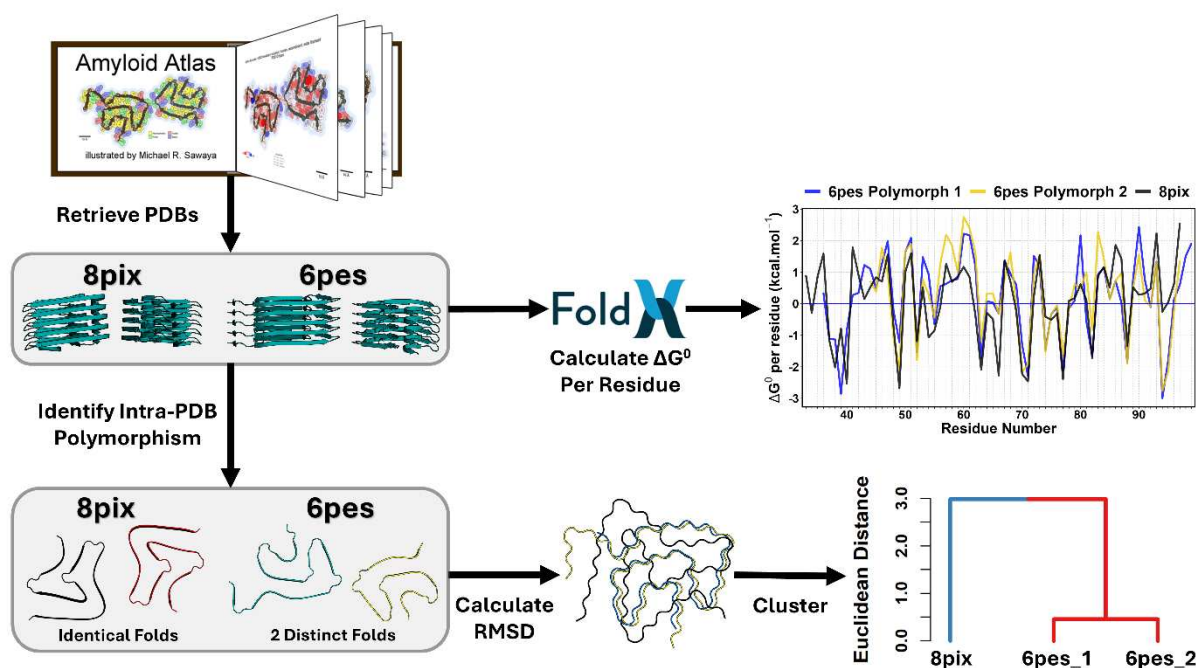 Amyloid Atlas
illustrated by Michael R. Sawaya
Retrieve PDBs
8pix
6pes
FoldX
Calculate ΔG⁰
Per Residue
6pes Polymorph 1
6pes Polymorph 2
8pix
ΔG⁰ per residue (kcal.mol⁻¹)
3
2
1
0
-1
-2
-3
40
50
60
70
80
90
Residue Number
Identify Intra-PDB
Polymorphism
8pix
6pes
Identical Folds
2 Distinct Folds
Calculate
RMSD
Cluster
Euclidean Distance
3.0
2.0
1.0
0.0
8pix
6pes_1
6pes_2